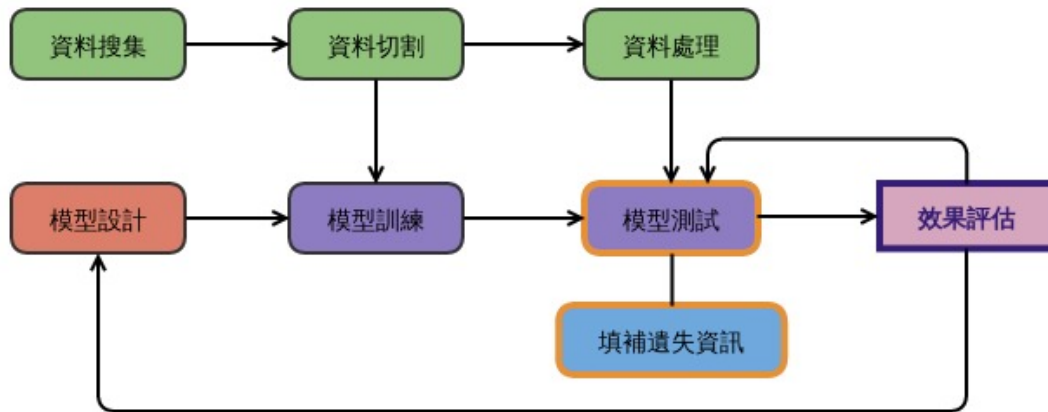 資料搜集
資料切割
資料處理
模型設計
模型訓練
模型測試
效果評估
填補遺失資訊